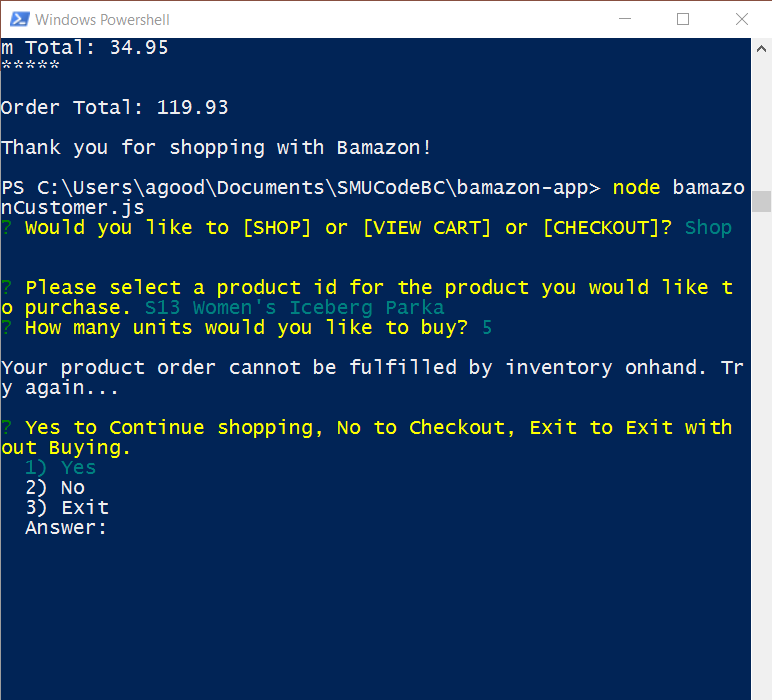 Windows Powershell
m Total: 34.95
*****
Order Total: 119.93
Thank you for shopping with Bamazon!
PS C:\Users\agood\Documents\SMUCodeBC\bamazon-app> node bamazo
nCustomer.js
? Would you like to [SHOP] or [VIEW CART] or [CHECKOUT]? Shop
? Please select a product id for the product you would like t
o purchase. S13 Women's Iceberg Parka
? How many units would you like to buy? 5
Your product order cannot be fulfilled by inventory onhand. Tr
y again...
? Yes to Continue shopping, No to Checkout, Exit to Exit with
out Buying.
1) Yes
2) No
3) Exit
Answer: